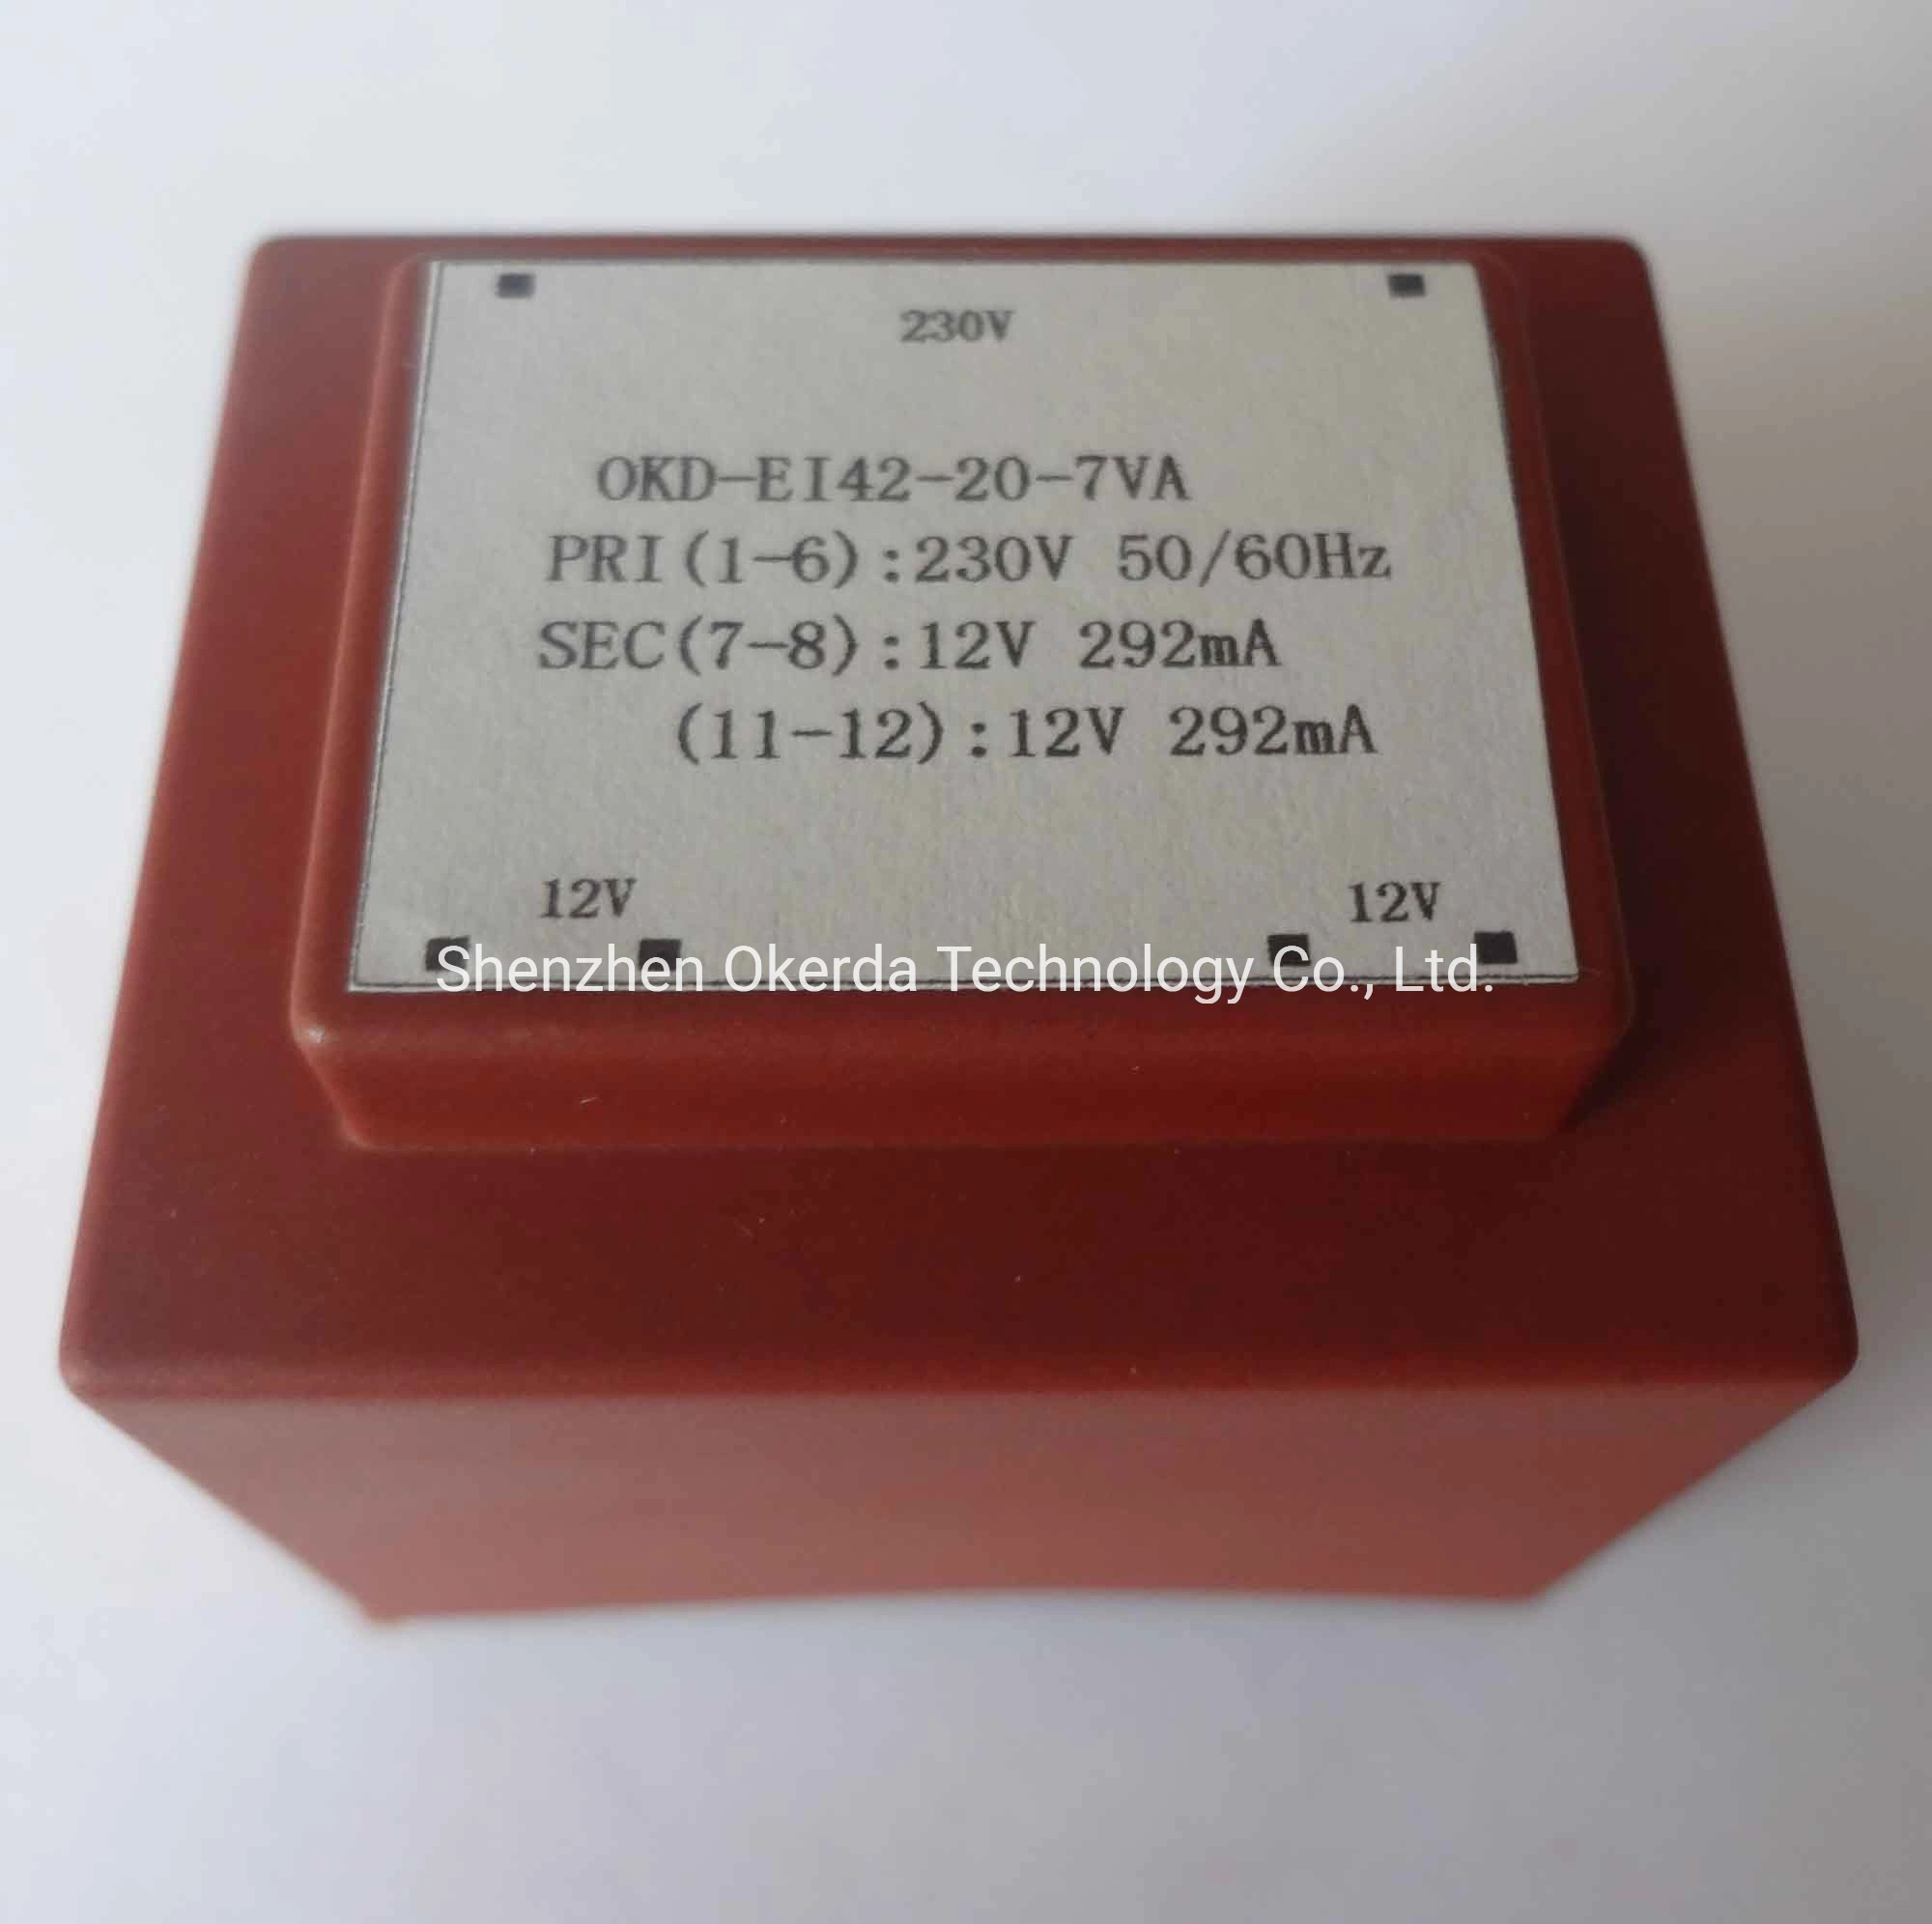 230V
OKD-EI42-20-7VA
PRI(1-6):230V 50/60Hz
SEC(7-8):12V 292mA
(11-12):12V 292mA
12V 12V
Shenzhen Okerda Technology Co., Ltd.